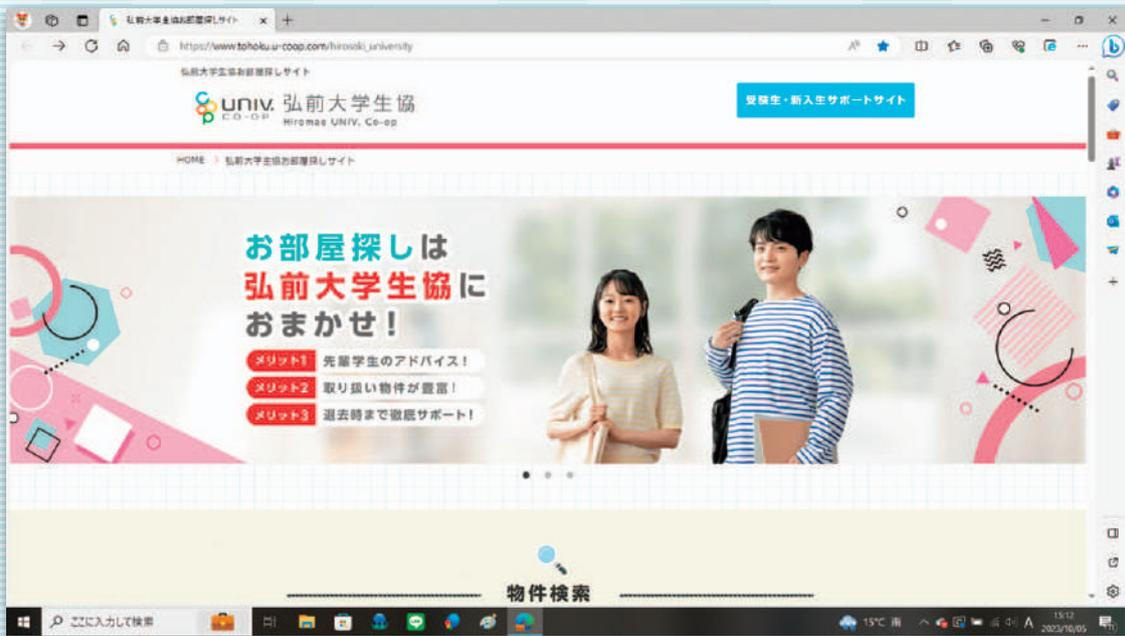 弘前大学生協お部屋探しサイト
https://www.tohoku.u-coop.com/hirosaki_university
弘前大学生協お部屋探しサイト
UNIV. CO-OP
弘前大学生協
Hiromae UNIV. Co-op
受験生・新入生サポートサイト
HOME > 弘前大学生協お部屋探しサイト
お部屋探しは
弘前大学生協に
おまかせ!
メリット1 先輩学生のアドバイス!
メリット2 取り扱い物件が豊富!
メリット3 退去時まで徹底サポート!
物件検索
ここに入力して検索
15°C 雨
A
15:12
2023/10/05